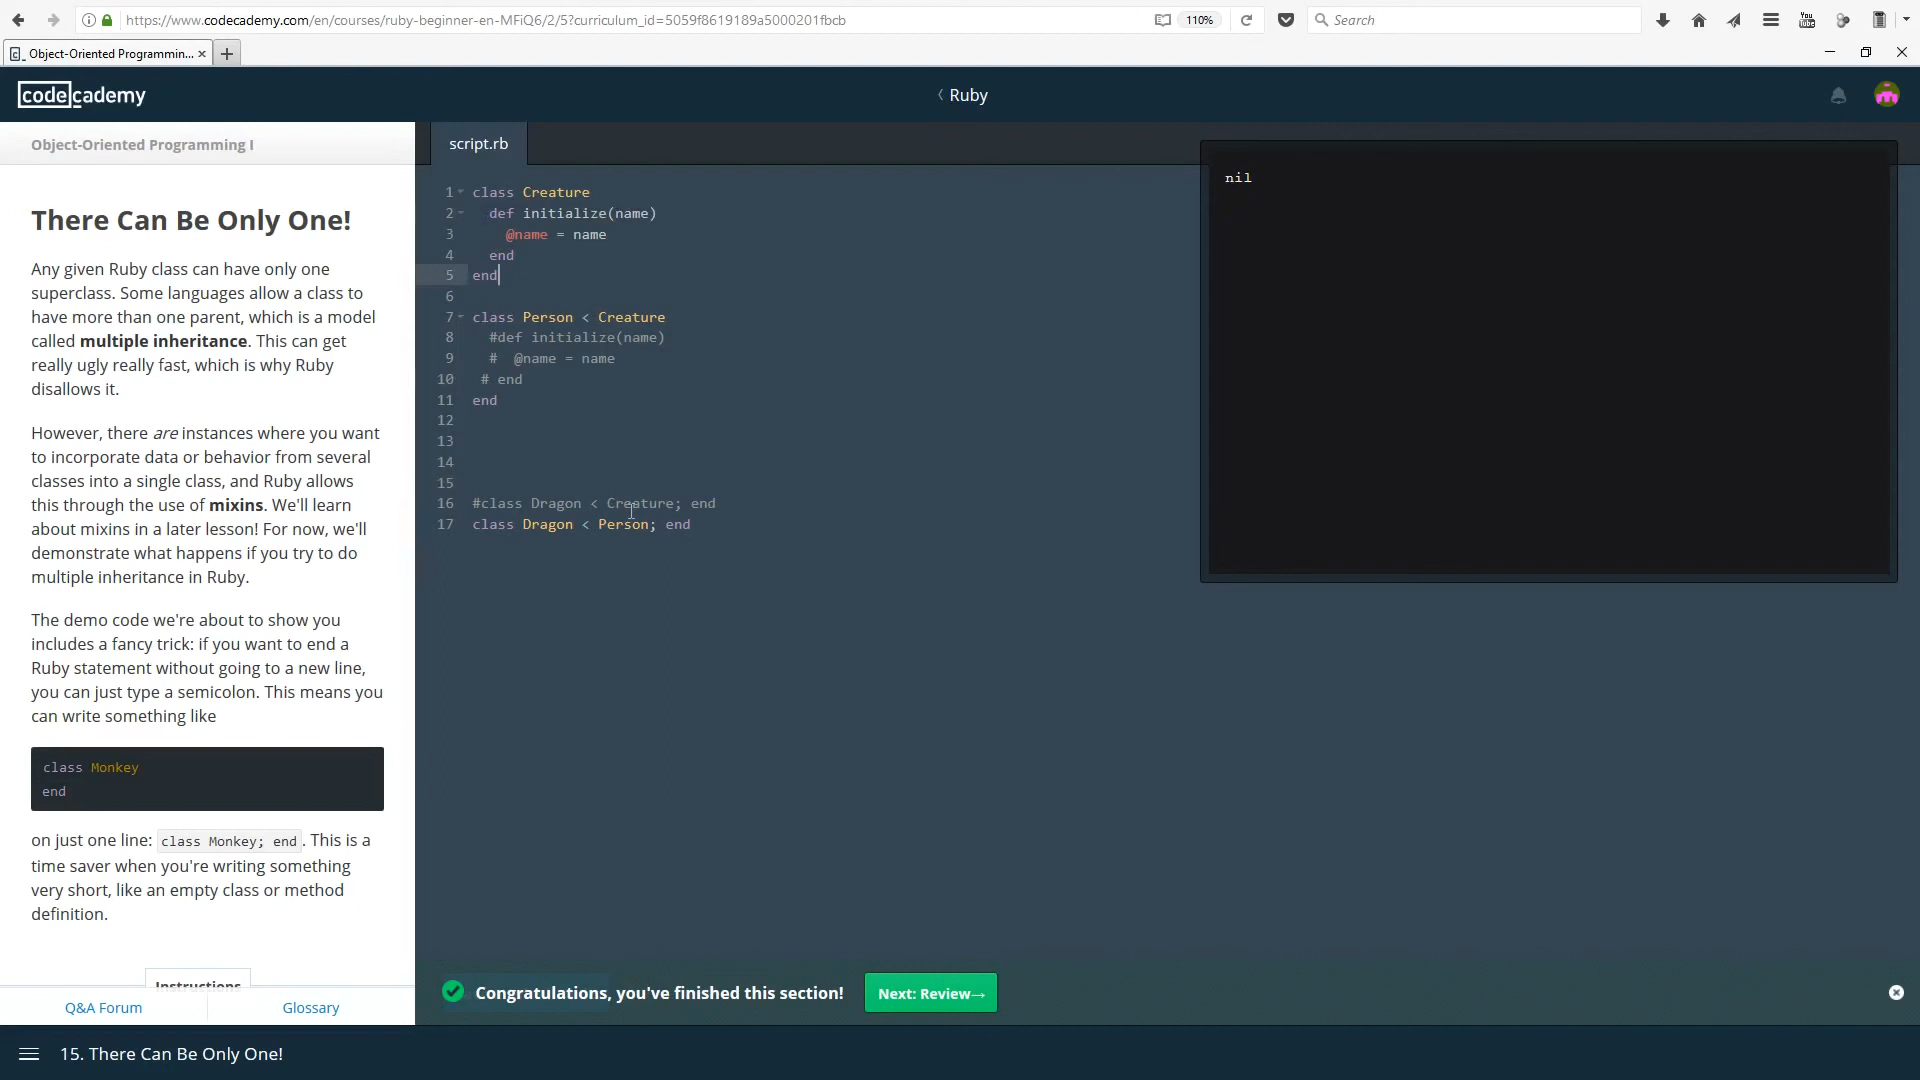 https://www.codecademy.com/en/courses/ruby-beginner-en-MFiQ6/2/5?curriculum_id=5059f8619189a5000201fbcb
110%
Search
Object-Oriented Programmin...
codecademy
Ruby
Object-Oriented Programming I
There Can Be Only One!
Any given Ruby class can have only one
superclass. Some languages allow a class to
have more than one parent, which is a model
called multiple inheritance. This can get
really ugly really fast, which is why Ruby
disallows it.
However, there are instances where you want
to incorporate data or behavior from several
classes into a single class, and Ruby allows
this through the use of mixins. We'll learn
about mixins in a later lesson! For now, we'll
demonstrate what happens if you try to do
multiple inheritance in Ruby.
The demo code we're about to show you
includes a fancy trick: if you want to end a
Ruby statement without going to a new line,
you can just type a semicolon. This means you
can write something like
class Monkey
end
on just one line: class Monkey; end. This is a
time saver when you're writing something
very short, like an empty class or method
definition.
Instructions
Q&A Forum
Glossary
script.rb
1 class Creature
2 def initialize(name)
3 @name = name
4 end
5 end
6
7 class Person < Creature
8 #def initialize(name)
9 # @name = name
10 # end
11 end
12
13
14
15
16 #class Dragon < Creature; end
17 class Dragon < Person; end
nil
Congratulations, you've finished this section!
Next: Review→
15. There Can Be Only One!